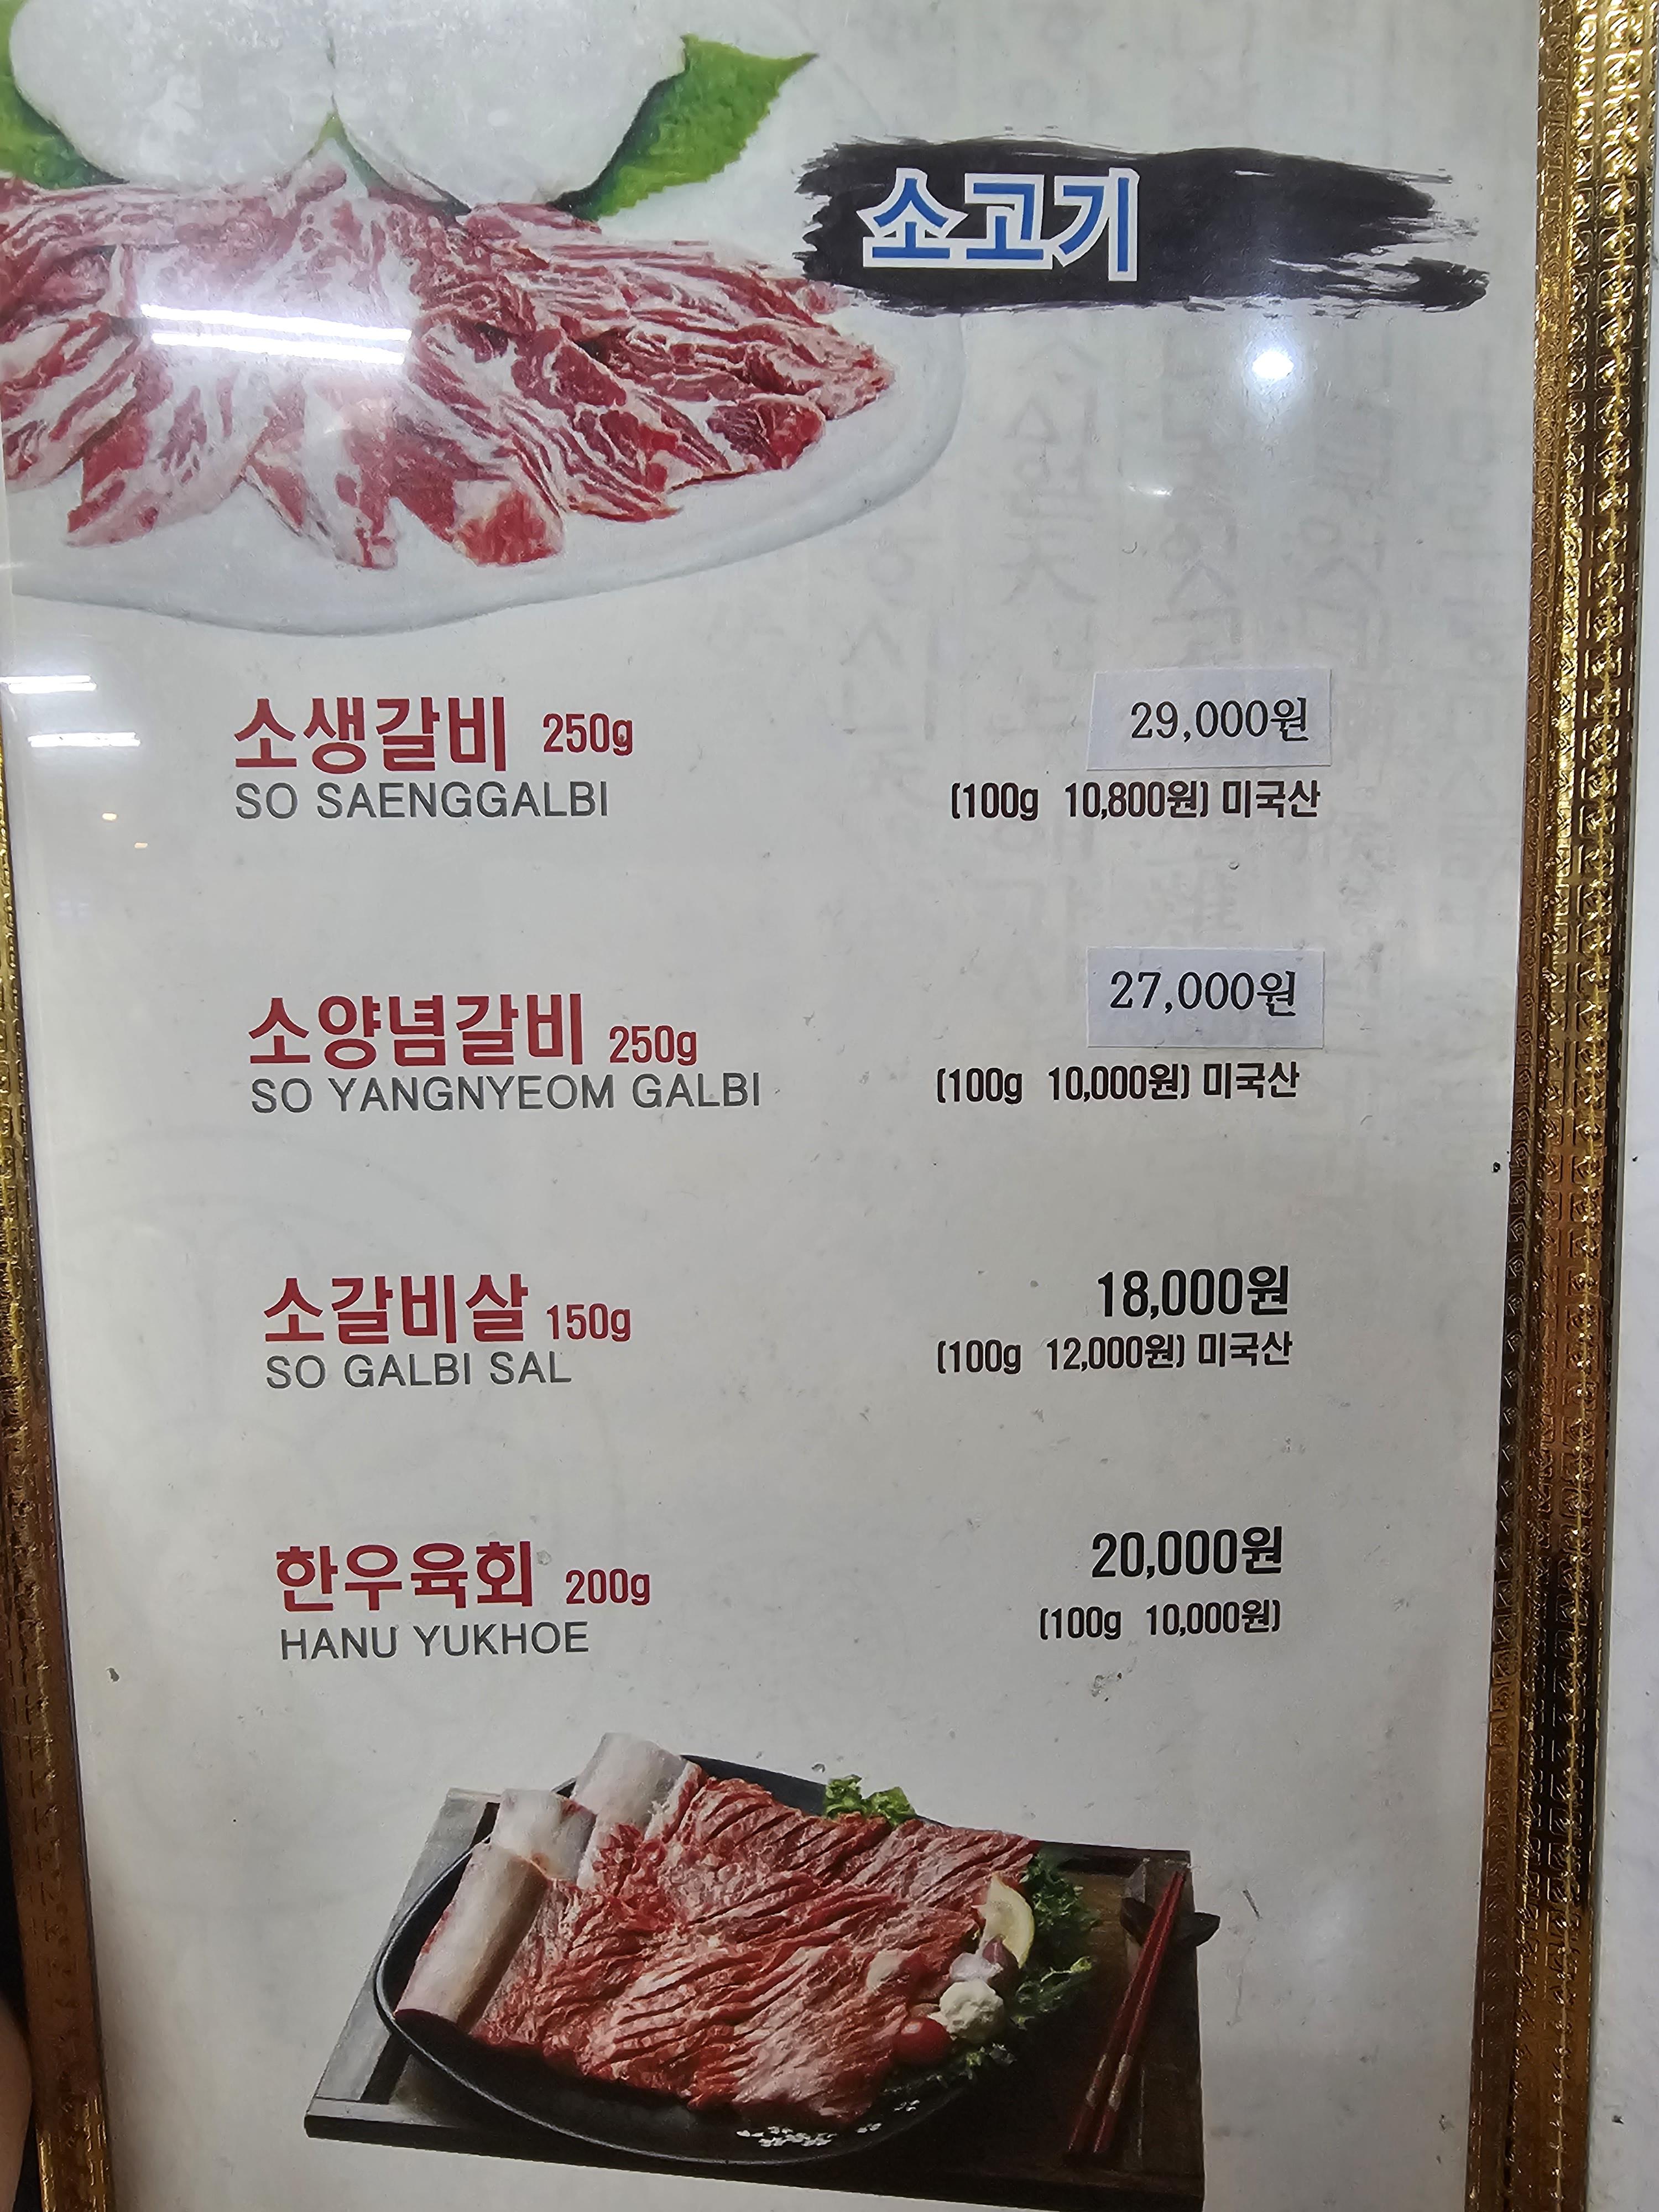 소고기
소생갈비 250g 29,000원
SO SAENGGALBI (100g 10,800원) 미국산
소양념갈비 250g 27,000원
SO YANGNYEOM GALBI (100g 10,000원) 미국산
소갈비살 150g 18,000원
SO GALBI SAL (100g 12,000원) 미국산
한우육회 200g 20,000원
HANU YUKHOE (100g 10,000원)